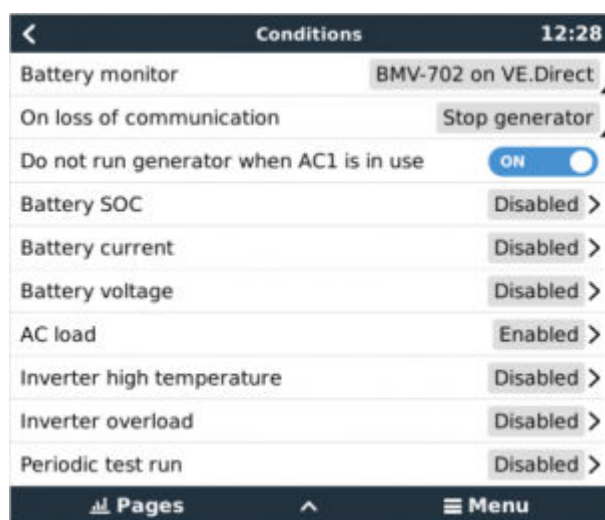 Conditions 12:28
Battery monitor BMV-702 on VE.Direct
On loss of communication Stop generator
Do not run generator when AC1 is in use ON
Battery SOC Disabled
Battery current Disabled
Battery voltage Disabled
AC load Enabled
Inverter high temperature Disabled
Inverter overload Disabled
Periodic test run Disabled
Pages Menu